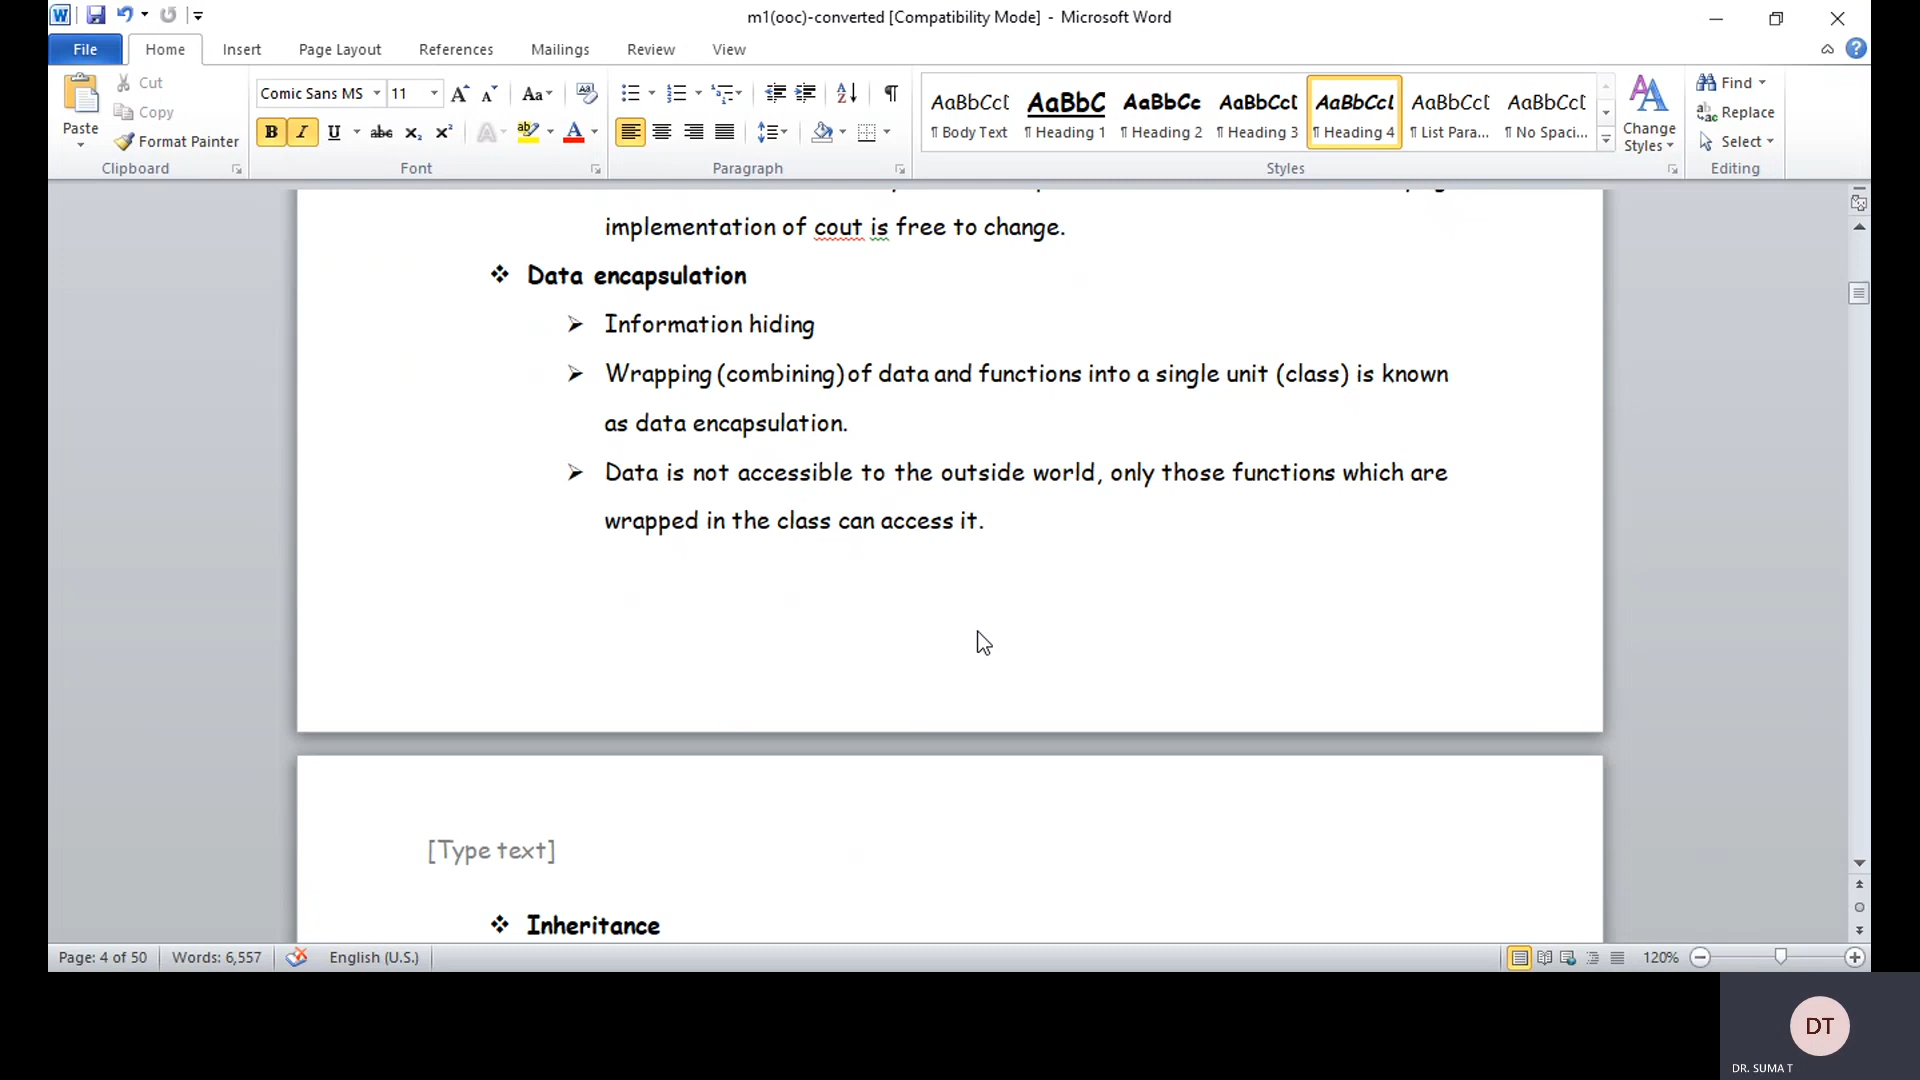 m1(ooc)-converted [Compatibility Mode] - Microsoft Word
File Home Insert Page Layout References Mailings Review View
Paste
Cut
Copy
Format Painter
Clipboard
Comic Sans MS 11
Font
Paragraph
AaBbCcI AaBbC AaBbCc AaBbCcI AaBbCcL AaBbCcI AaBbCcI
¶ Body Text ¶ Heading 1 ¶ Heading 2 ¶ Heading 3 ¶ Heading 4 ¶ List Para... ¶ No Spaci...
Change
Styles
Styles
Find
Replace
Select
Editing
implementation of cout is free to change.
❖ Data encapsulation
➢ Information hiding
➢ Wrapping (combining) of data and functions into a single unit (class) is known
as data encapsulation.
➢ Data is not accessible to the outside world, only those functions which are
wrapped in the class can access it.
[Type text]
❖ Inheritance
Page: 4 of 50 Words: 6,557 English (U.S.) 120%
DT
DR. SUMA T